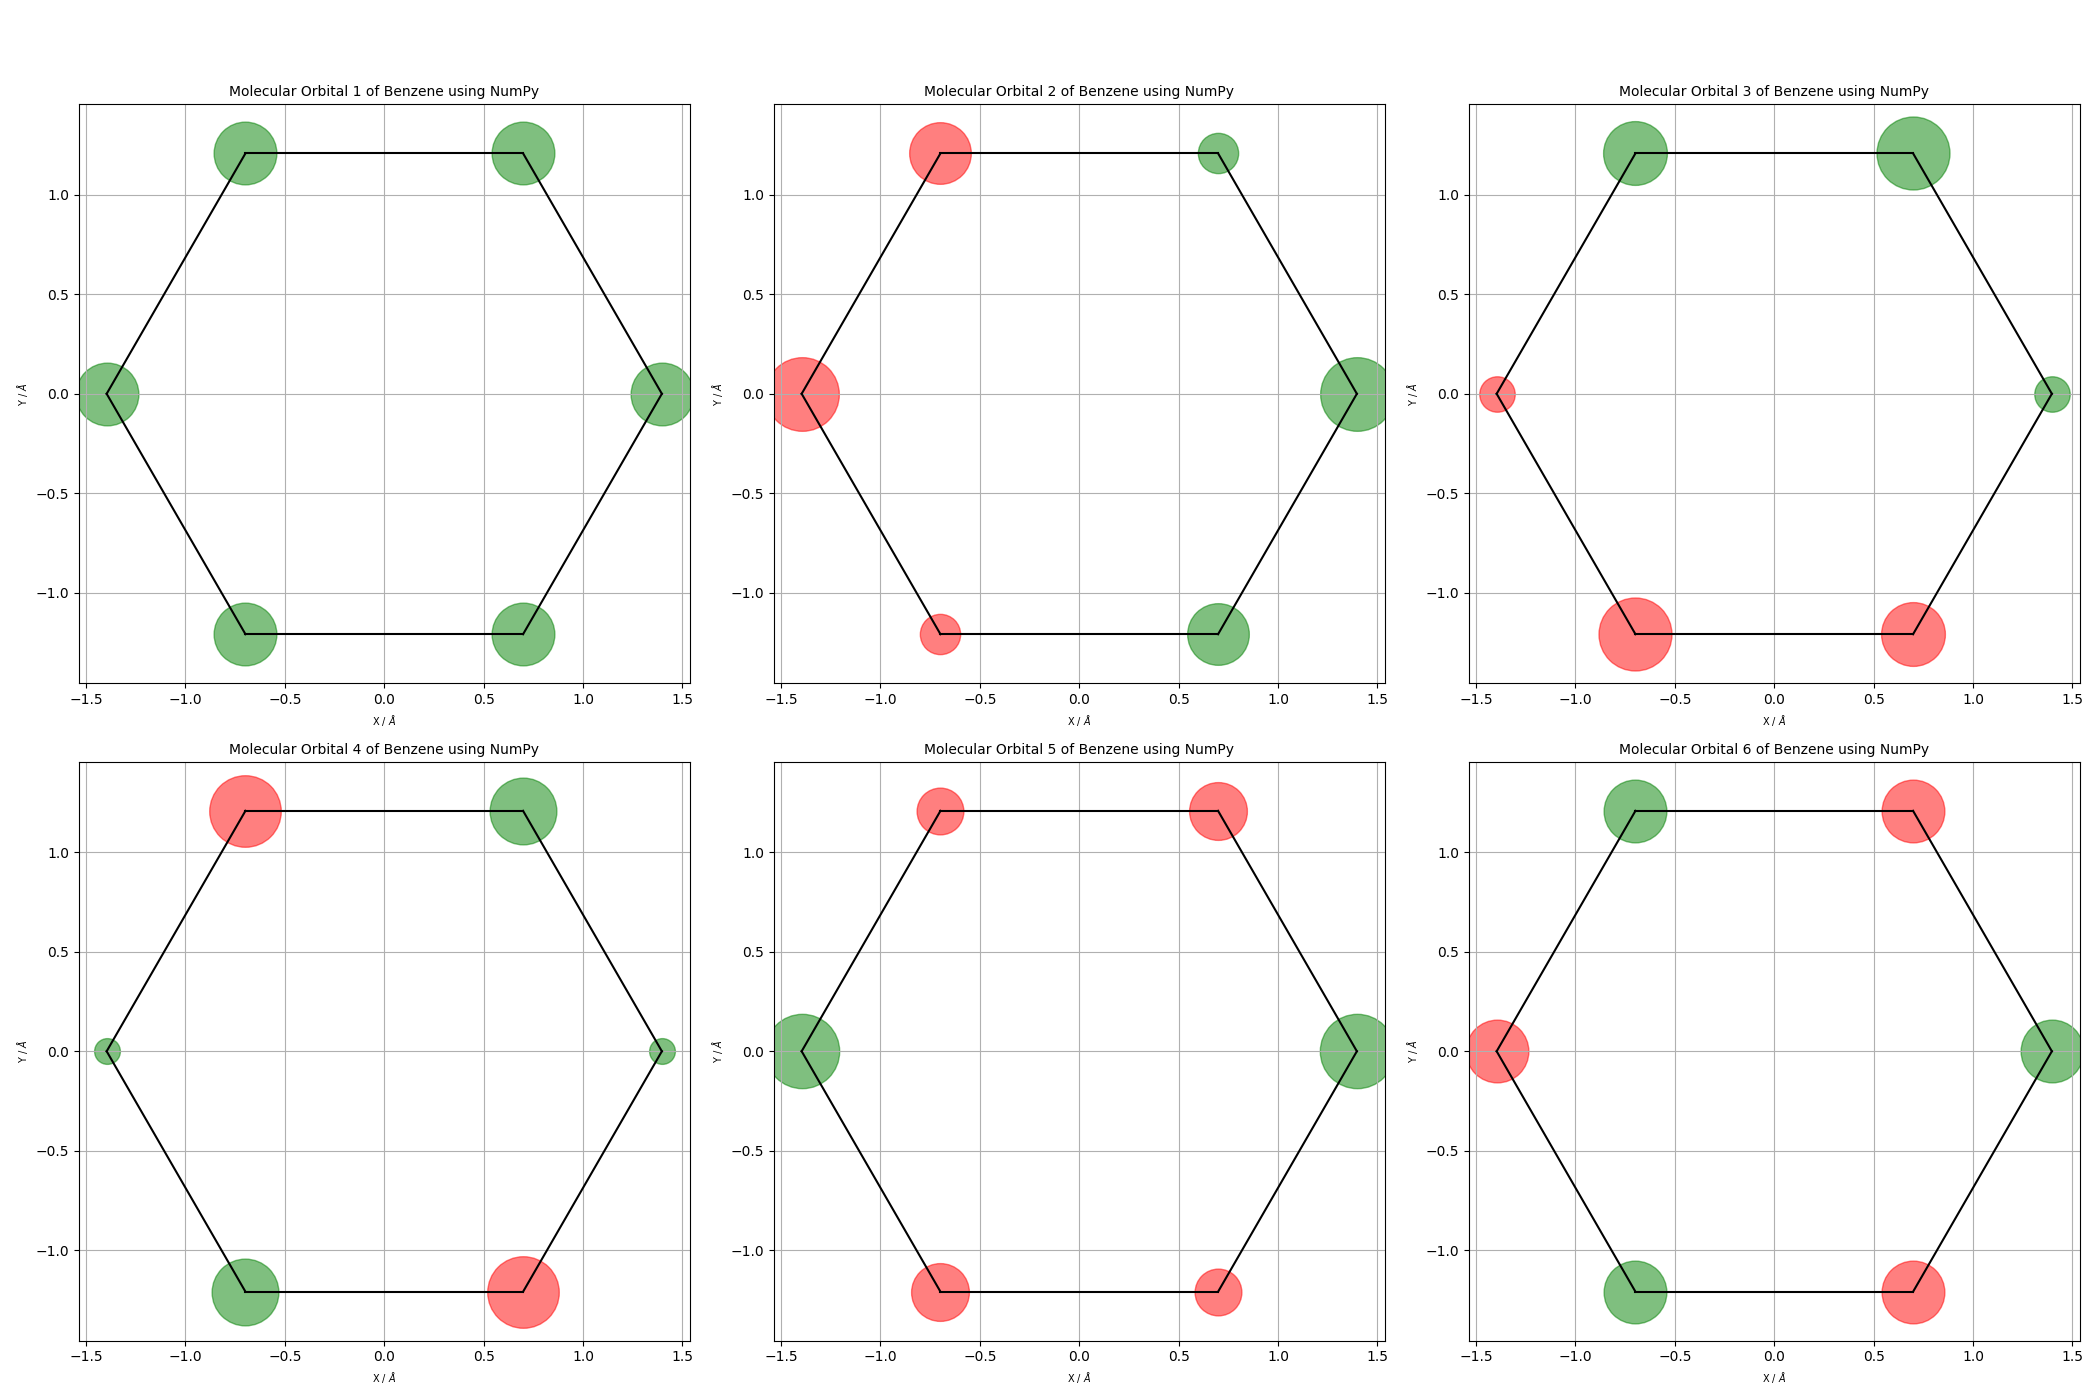 Molecular Orbital 1 of Benzene using NumPy
1.0
0.5
0.0
−0.5
−1.0
Y / Å
−1.5 −1.0 −0.5 0.0 0.5 1.0 1.5
X / Å
Molecular Orbital 2 of Benzene using NumPy
1.0
0.5
0.0
−0.5
−1.0
Y / Å
−1.5 −1.0 −0.5 0.0 0.5 1.0 1.5
X / Å
Molecular Orbital 3 of Benzene using NumPy
1.0
0.5
0.0
−0.5
−1.0
Y / Å
−1.5 −1.0 −0.5 0.0 0.5 1.0 1.5
X / Å
Molecular Orbital 4 of Benzene using NumPy
1.0
0.5
0.0
−0.5
−1.0
Y / Å
−1.5 −1.0 −0.5 0.0 0.5 1.0 1.5
X / Å
Molecular Orbital 5 of Benzene using NumPy
1.0
0.5
0.0
−0.5
−1.0
Y / Å
−1.5 −1.0 −0.5 0.0 0.5 1.0 1.5
X / Å
Molecular Orbital 6 of Benzene using NumPy
1.0
0.5
0.0
−0.5
−1.0
Y / Å
−1.5 −1.0 −0.5 0.0 0.5 1.0 1.5
X / Å